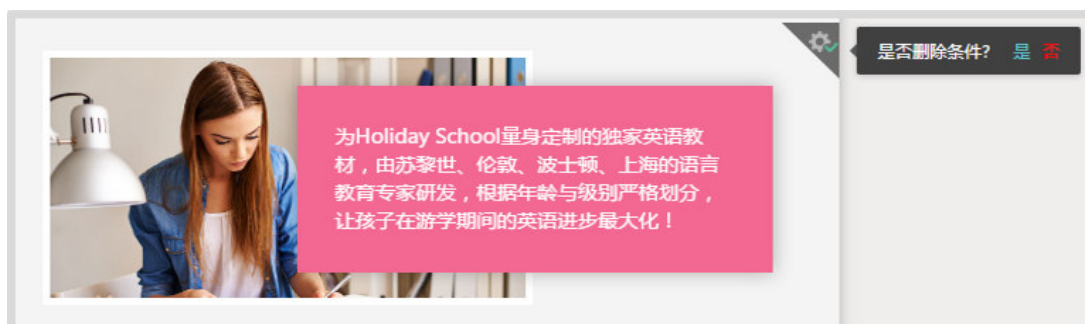 是否删除条件? 是 否
为Holiday School量身定制的独家英语教
材，由苏黎世、伦敦、波士顿、上海的语言
教育专家研发，根据年龄与级别严格划分，
让孩子在游学期间的英语进步最大化！